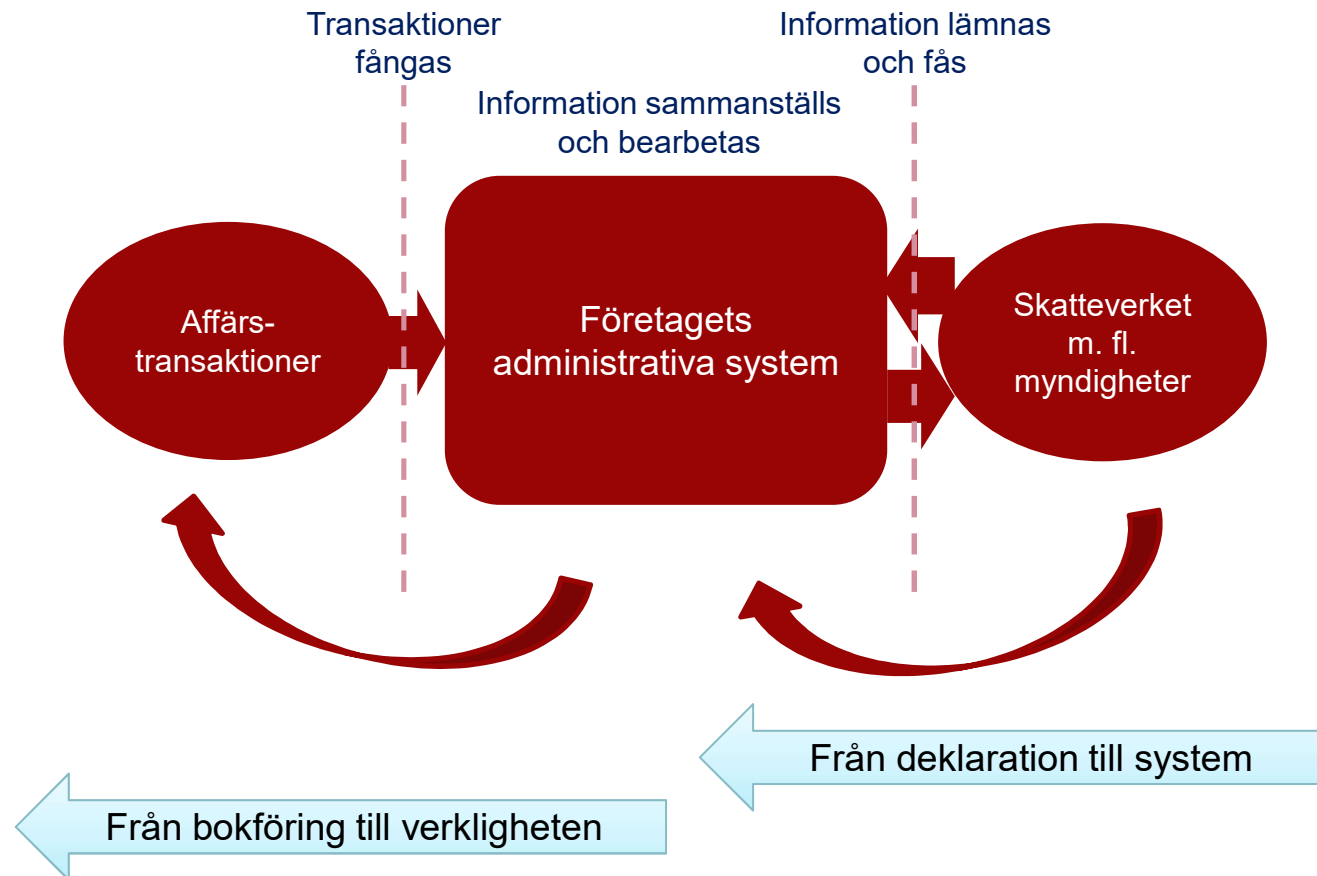 Transaktioner
fångas
Information lämnas
och fås
Information sammanställs
och bearbetas
Affärs-
transaktioner
Företagets
administrativa system
Skatteverket
m. fl.
myndigheter
Från deklaration till system
Från bokföring till verkligheten